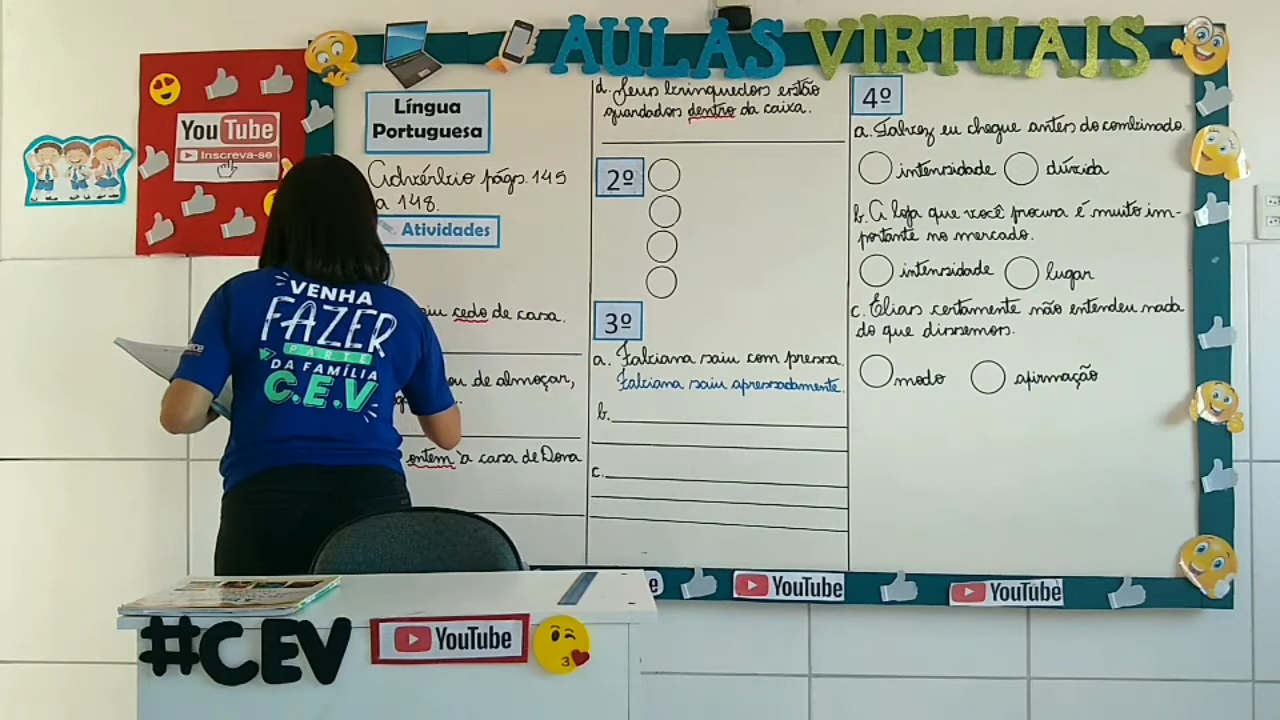 AULAS VIRTUAIS
YouTube
Inscreva-se
Língua
Portuguesa
Advérbio págs. 145
a 148.
Atividades
cedo de casa.
de almoçar,
ontem à casa de Dora
d. Seus brinquedos estão
guardados dentro da caixa.
2º
3º
a. Fabiana saiu com pressa.
Fabiana saiu apressadamente.
b.
c.
4º
a. Talvez eu chegue antes do combinado.
intensidade dúvida
b. A loja que você procura é muito im-
portante no mercado.
intensidade lugar
c. Elias certamente não entendeu nada
do que dissemos.
modo afirmação
VENHA
FAZER
PARTE
DA FAMÍLIA
C.E.V
YouTube
YouTube
#CEV
YouTube